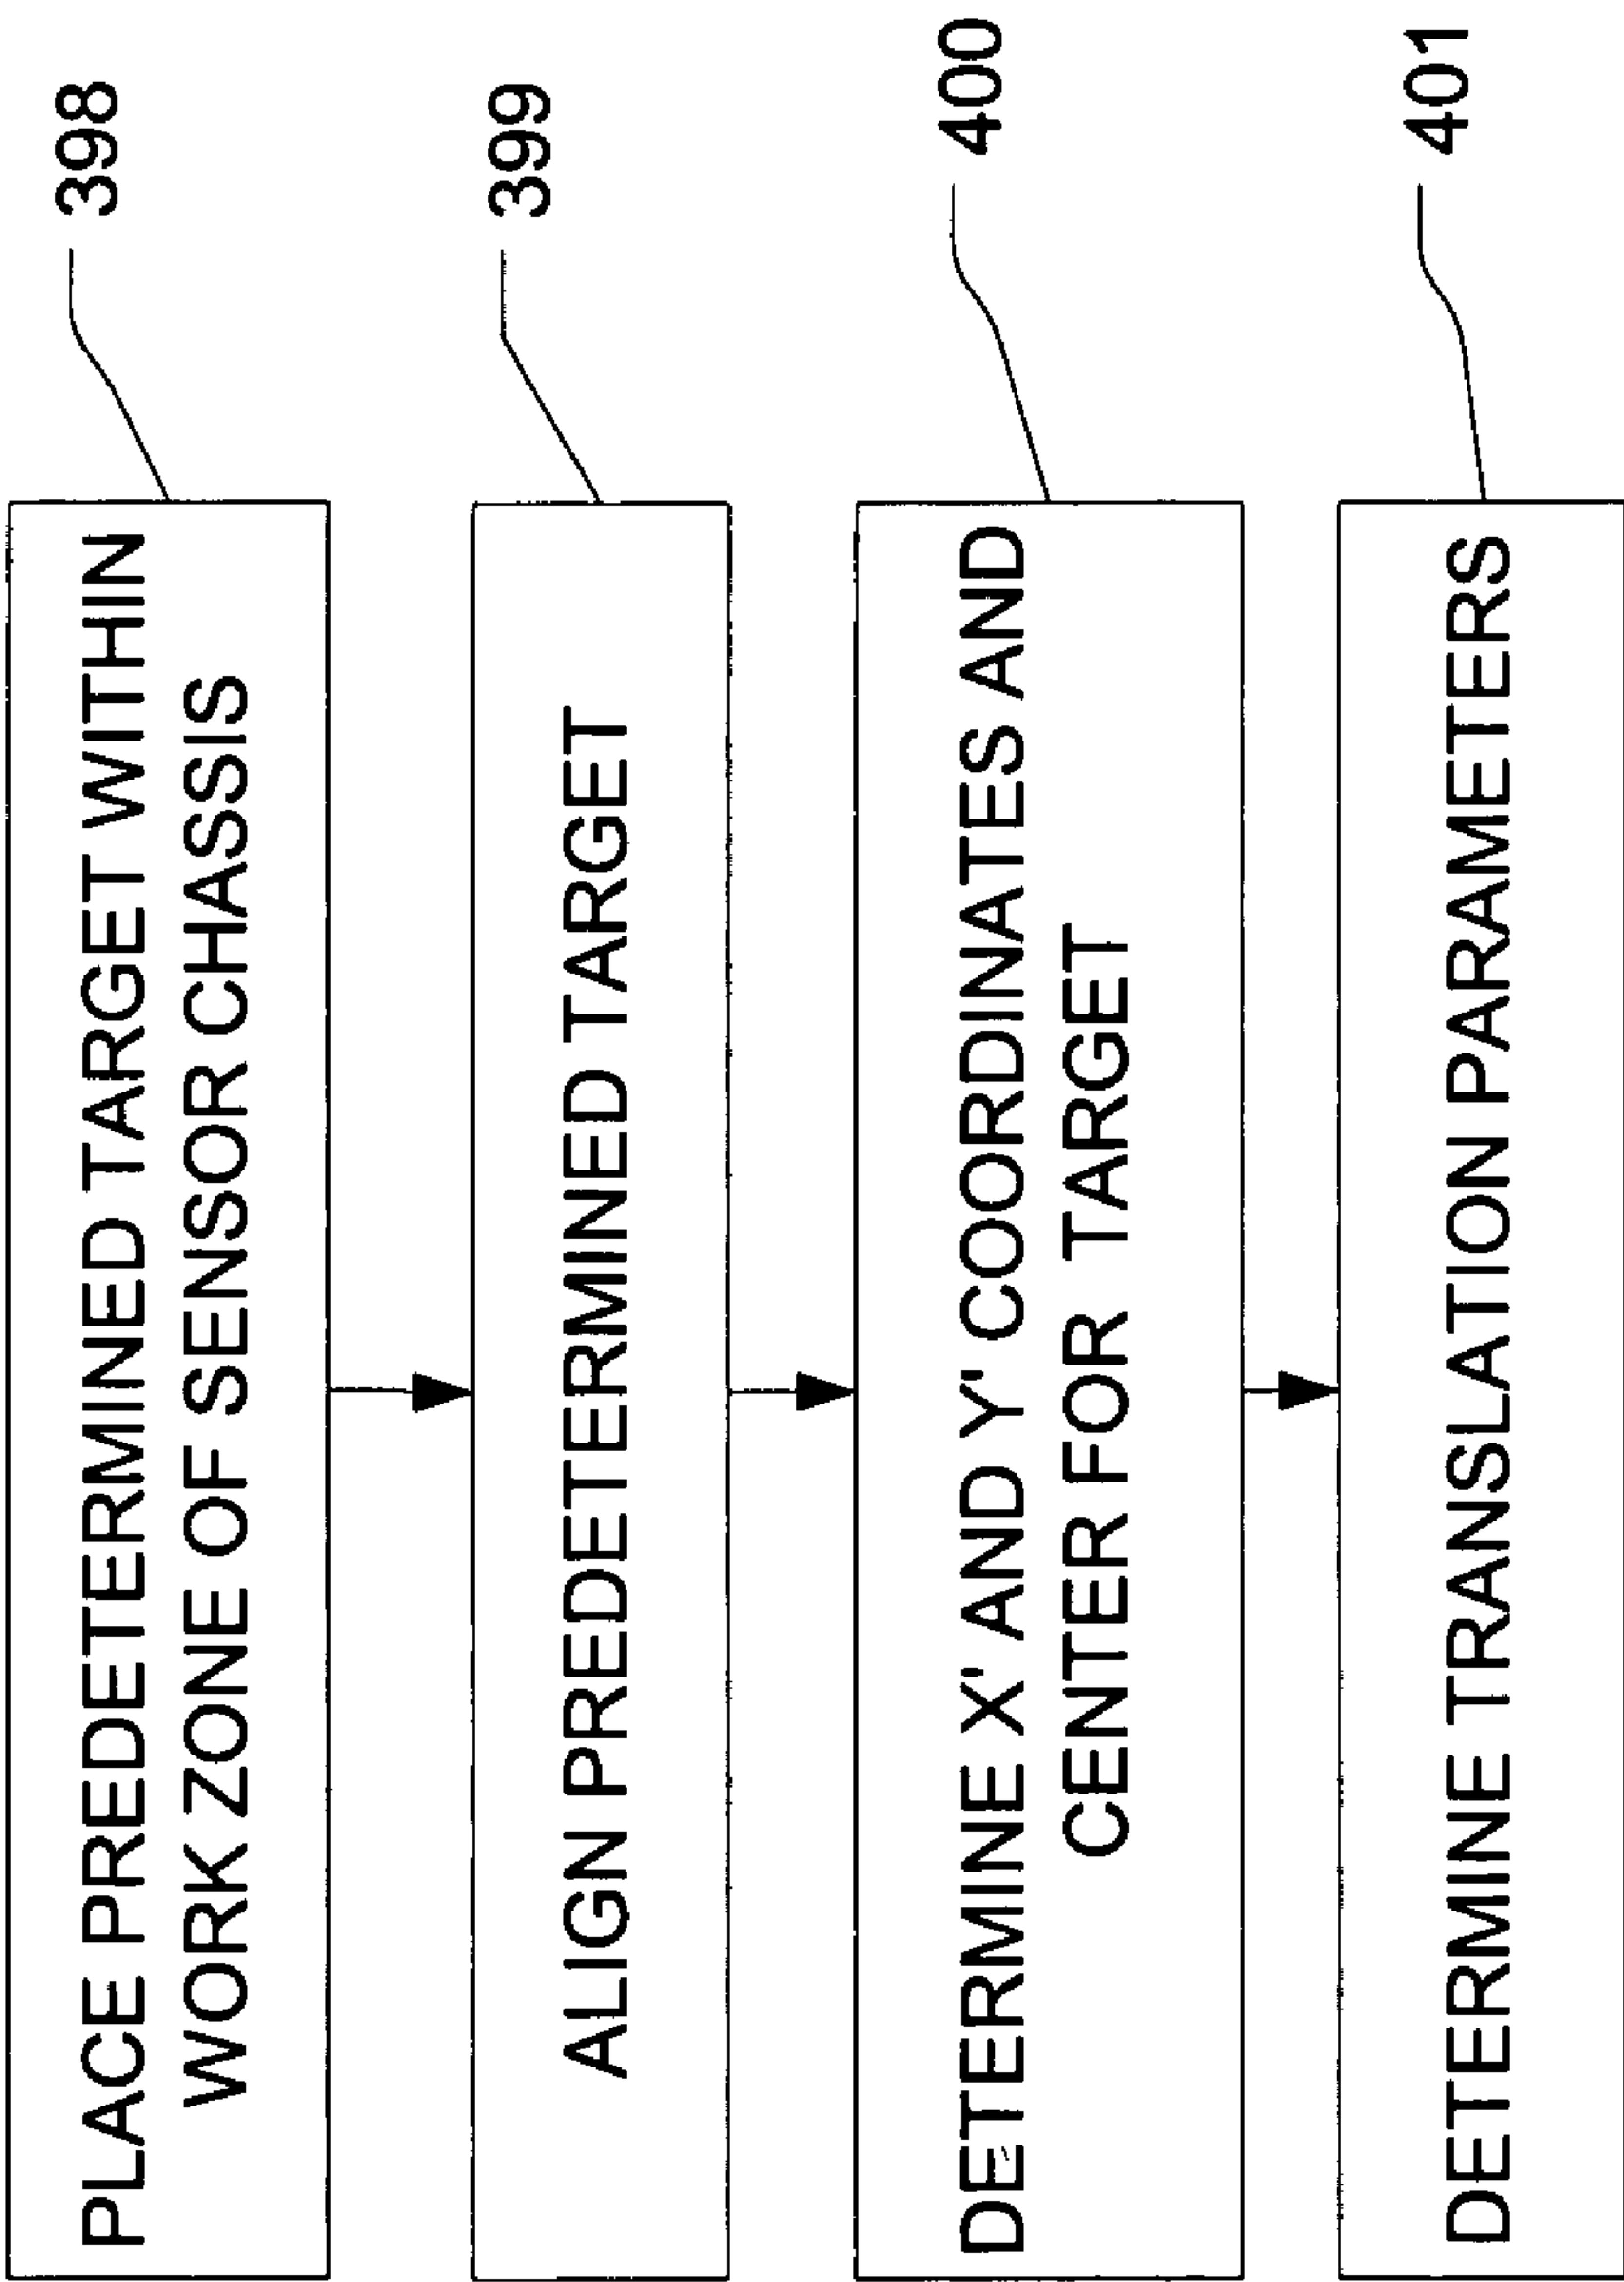 PLACE PREDETERMINED TARGET WITHIN
WORK ZONE OF SENSOR CHASSIS
398
ALIGN PREDETERMINED TARGET
399
DETERMINE X' AND Y' COORDINATES AND
CENTER FOR TARGET
400
DETERMINE TRANSLATION PARAMETERS
401